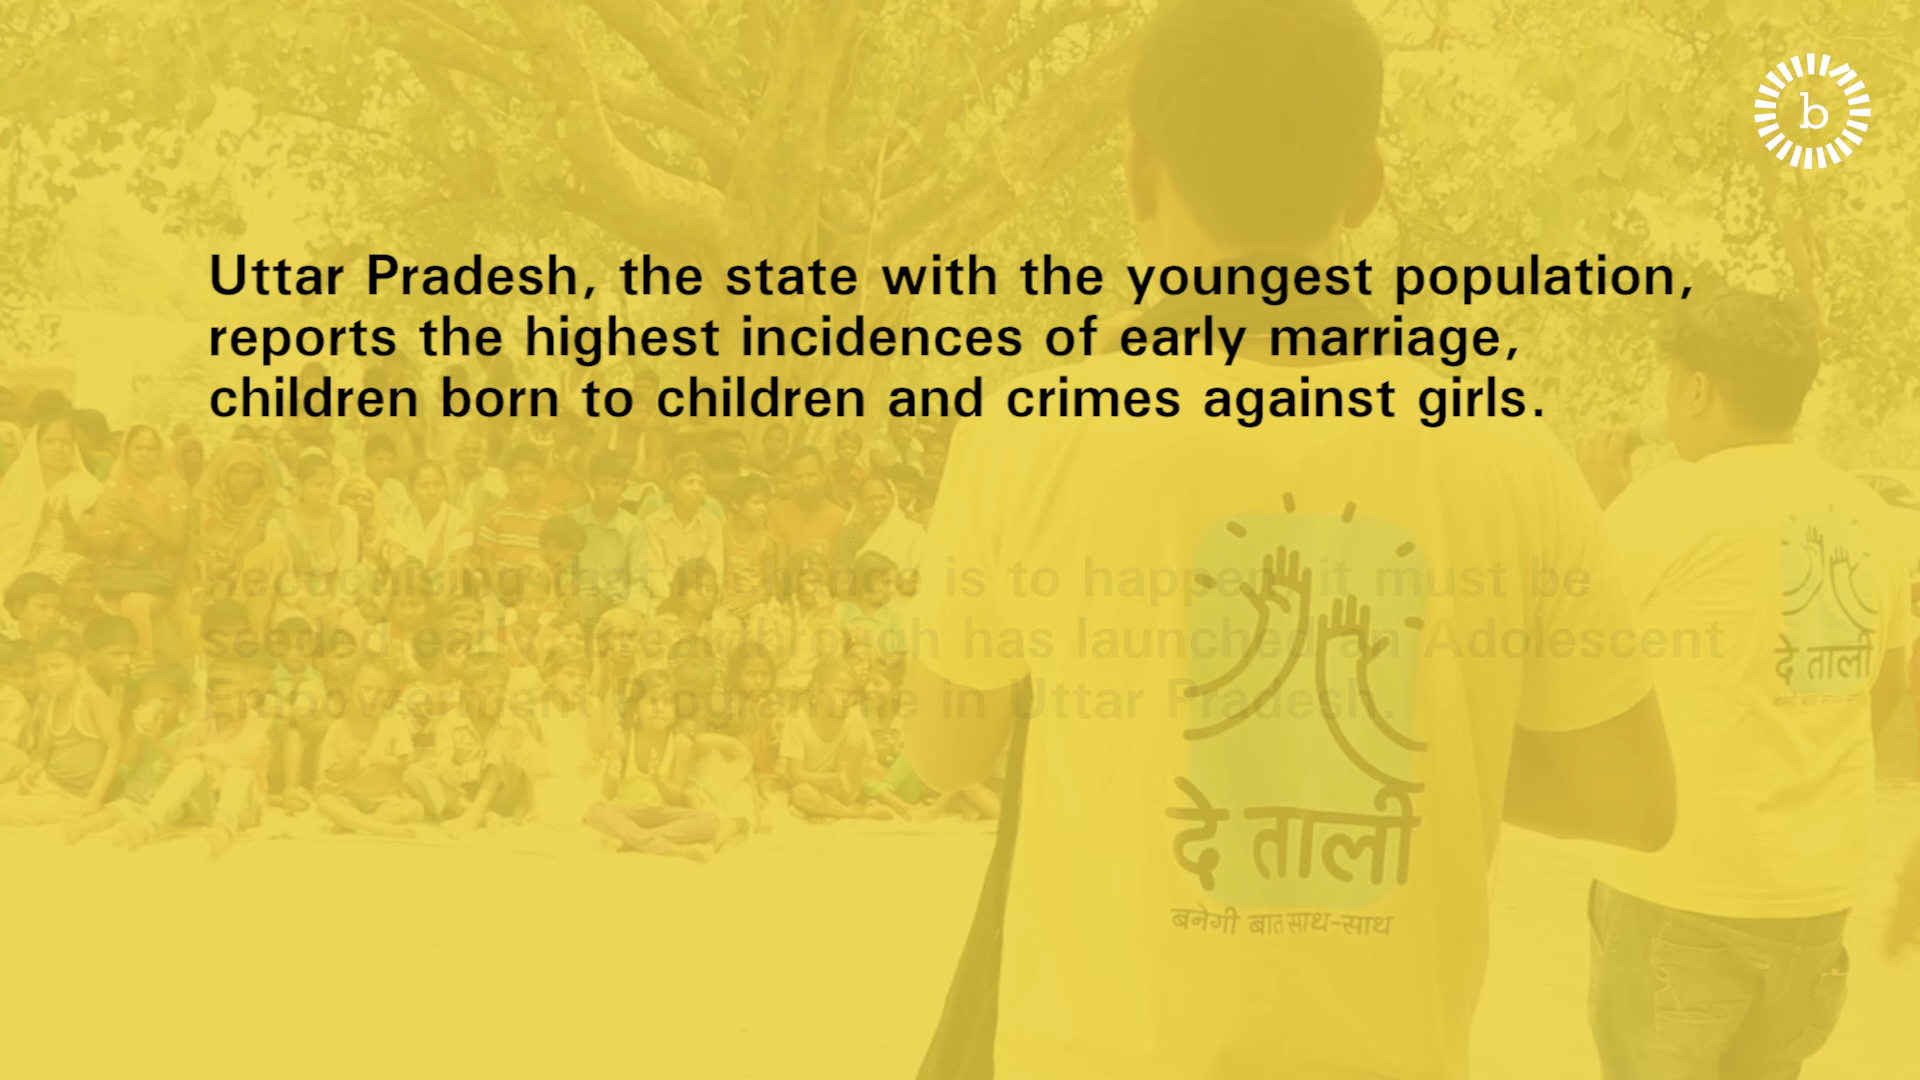 b
Uttar Pradesh, the state with the youngest population,
reports the highest incidences of early marriage,
children born to children and crimes against girls.
Recognising that if change is to happen, it must be
seeded early, Breakthrough has launched an Adolescent
Empowerment Programme in Uttar Pradesh.
दे ताली
बनेगी बात साथ-साथ
दे ताली